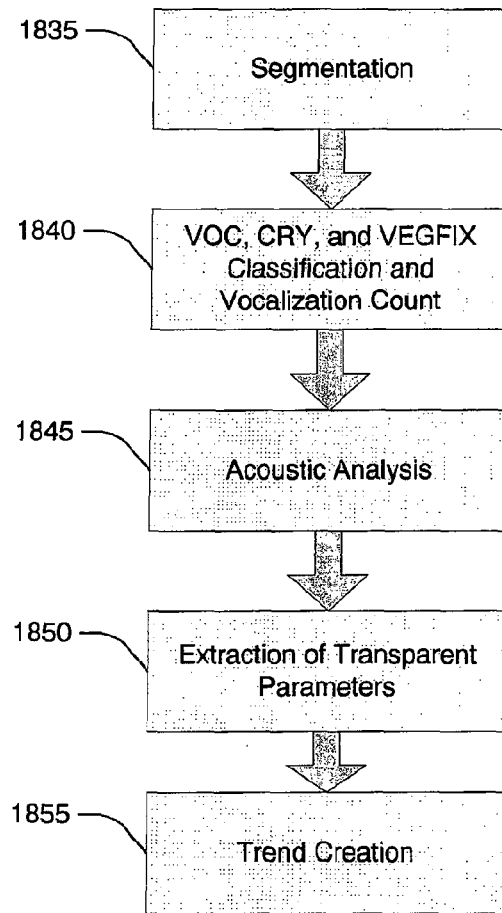 1835
Segmentation
1840
VOC, CRY, and VEGFIX
Classification and
Vocalization Count
1845
Acoustic Analysis
1850
Extraction of Transparent
Parameters
1855
Trend Creation